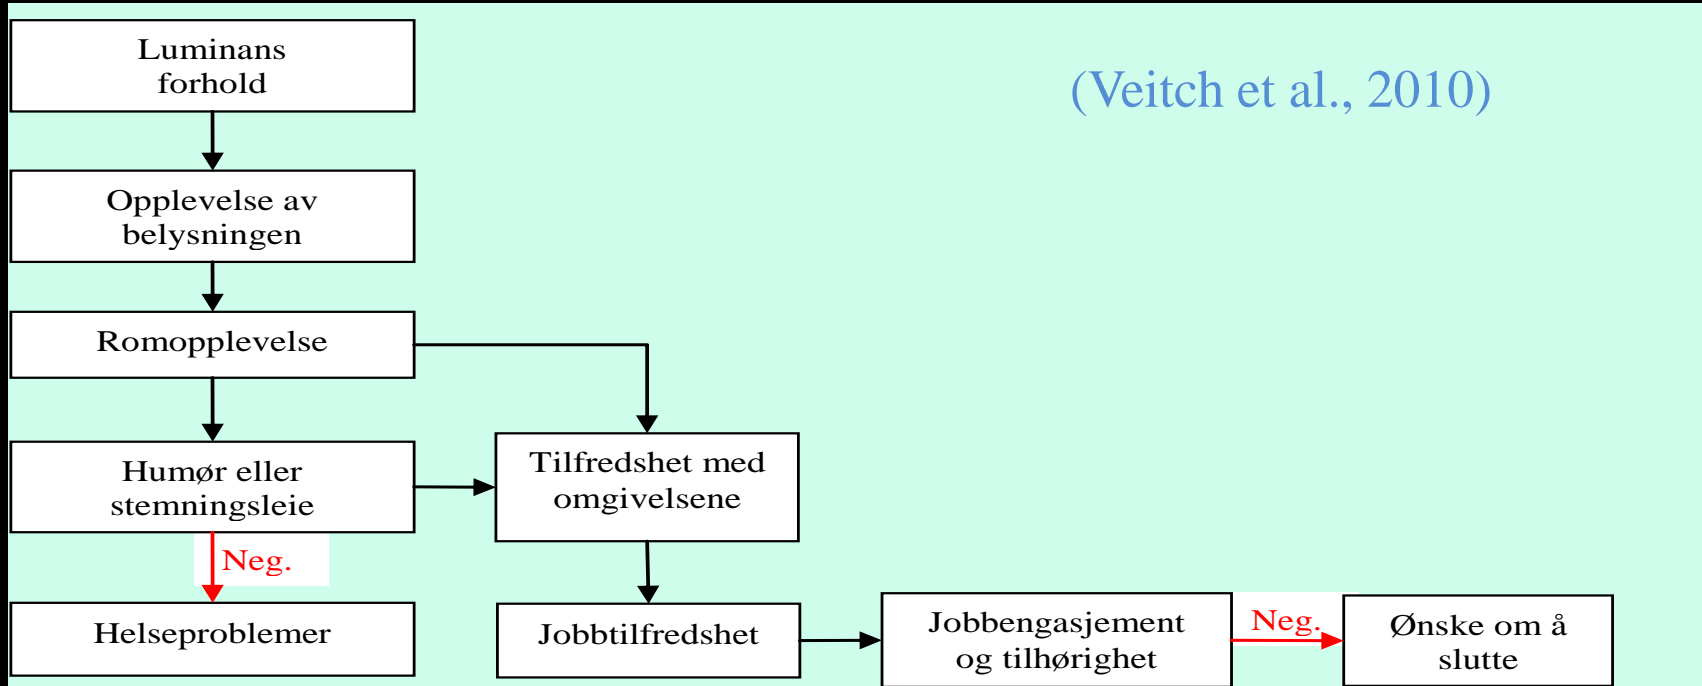 Luminans
forhold
(Veitch et al., 2010)
Opplevelse av
belysningen
Romopplevelse
Humør eller
stemningsleie
Tilfredshet med
omgivelsene
Neg.
Helseproblemer
Jobbtilfredshet
Jobbengasjement
og tilhørighet
Neg.
Ønske om å
slutte